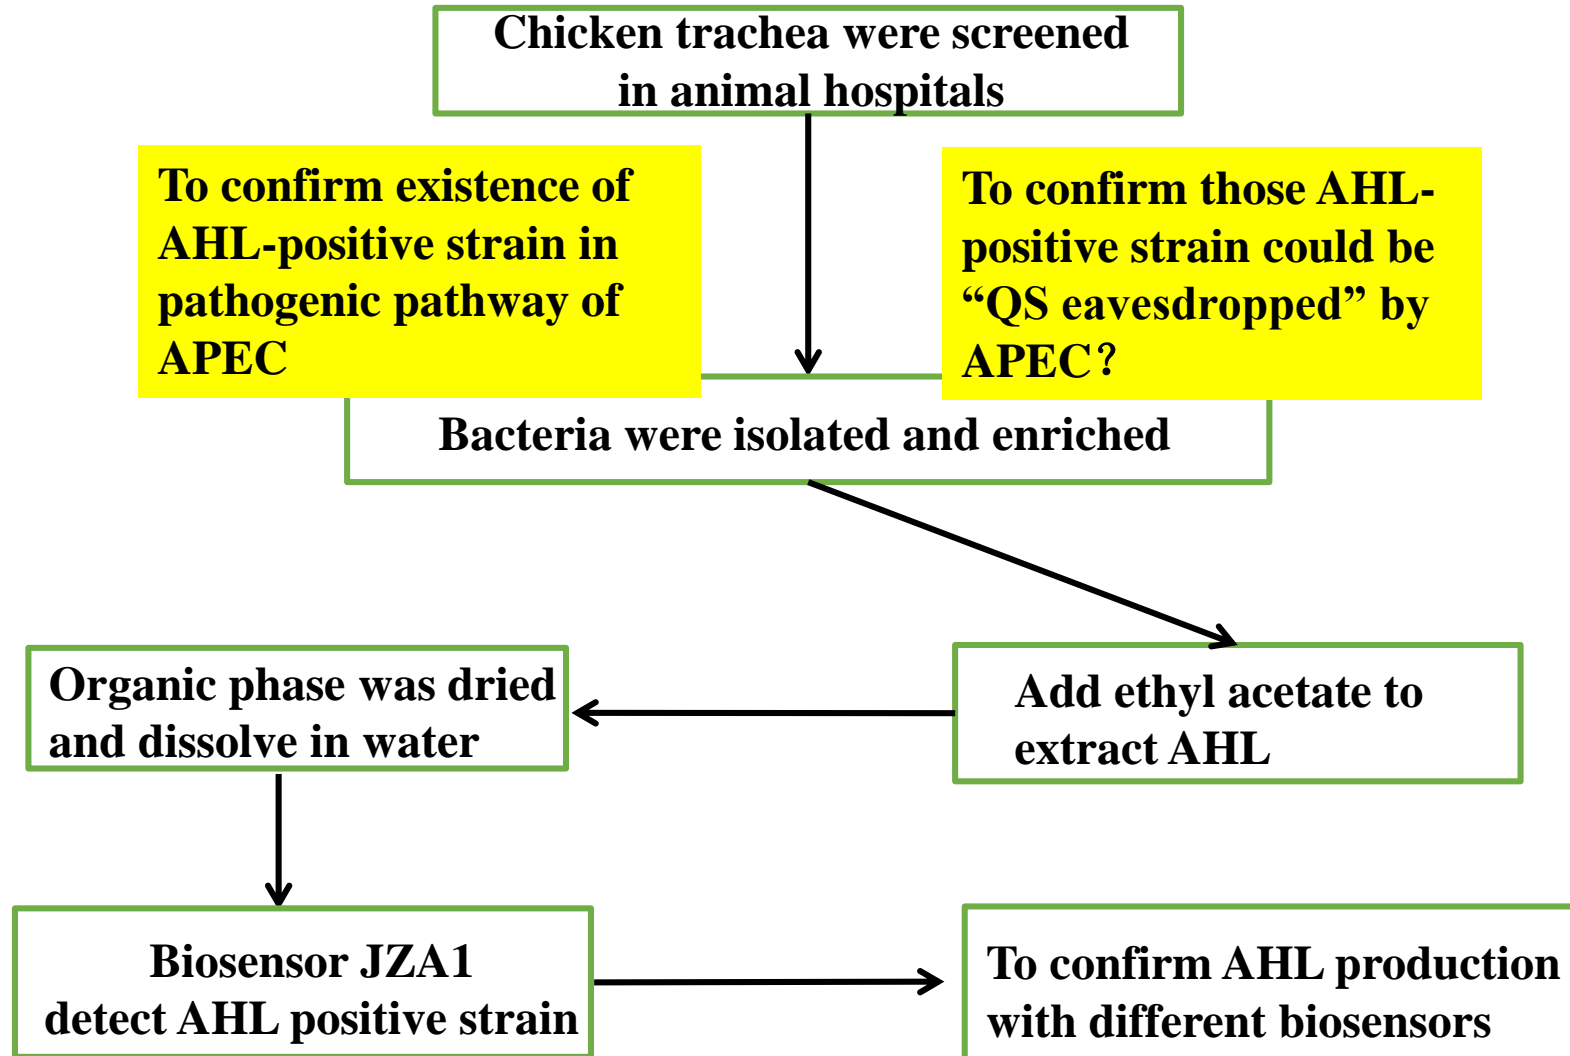 Chicken trachea were screened
in animal hospitals
To confirm existence of
AHL-positive strain in
pathogenic pathway of
APEC
To confirm those AHL-
positive strain could be
“QS eavesdropped” by
APEC？
Bacteria were isolated and enriched
Organic phase was dried
and dissolve in water
Add ethyl acetate to
extract AHL
Biosensor JZA1
detect AHL positive strain
To confirm AHL production
with different biosensors